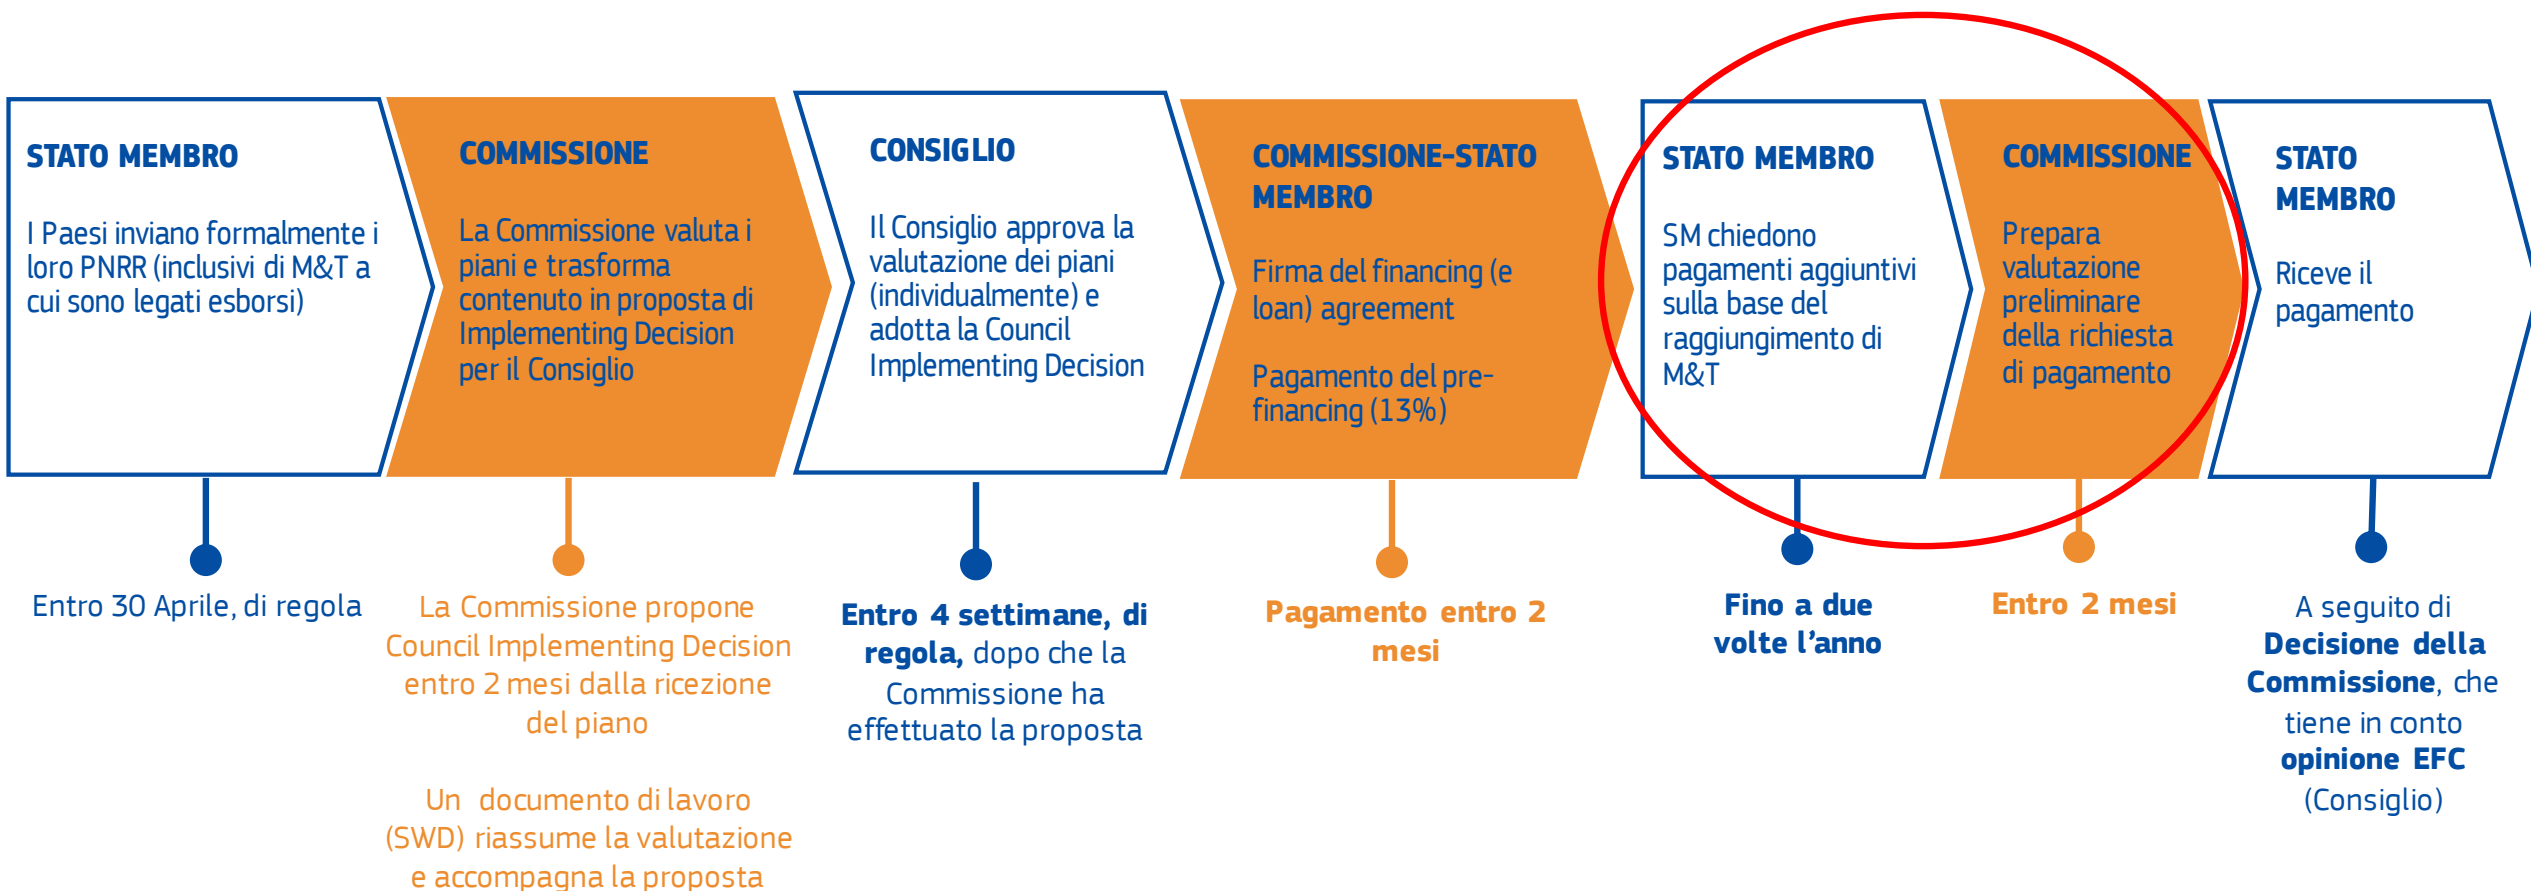 STATO MEMBRO
I Paesi inviano formalmente i
loro PNRR (inclusivi di M&T a
cui sono legati esborsi)
Entro 30 Aprile, di regola
COMMISSIONE
La Commissione valuta i
piani e trasforma
contenuto in proposta di
Implementing Decision
per il Consiglio
La Commissione propone
Council Implementing Decision
entro 2 mesi dalla ricezione
del piano
Un documento di lavoro
(SWD) riassume la valutazione
e accompagna la proposta
CONSIGLIO
Il Consiglio approva la
valutazione dei piani
(individualmente) e
adotta la Council
Implementing Decision
Entro 4 settimane, di
regola, dopo che la
Commissione ha
effettuato la proposta
COMMISSIONE-STATO
MEMBRO
Firma del financing (e
loan) agreement
Pagamento del pre-
financing (13%)
Pagamento entro 2
mesi
STATO MEMBRO
SM chiedono
pagamenti aggiuntivi
sulla base del
raggiungimento di
M&T
Fino a due
volte l'anno
COMMISSIONE
Prepara
valutazione
preliminare
della richiesta
di pagamento
Entro 2 mesi
STATO
MEMBRO
Riceve il
pagamento
A seguito di
Decisione della
Commissione, che
tiene in conto
opinione EFC
(Consiglio)